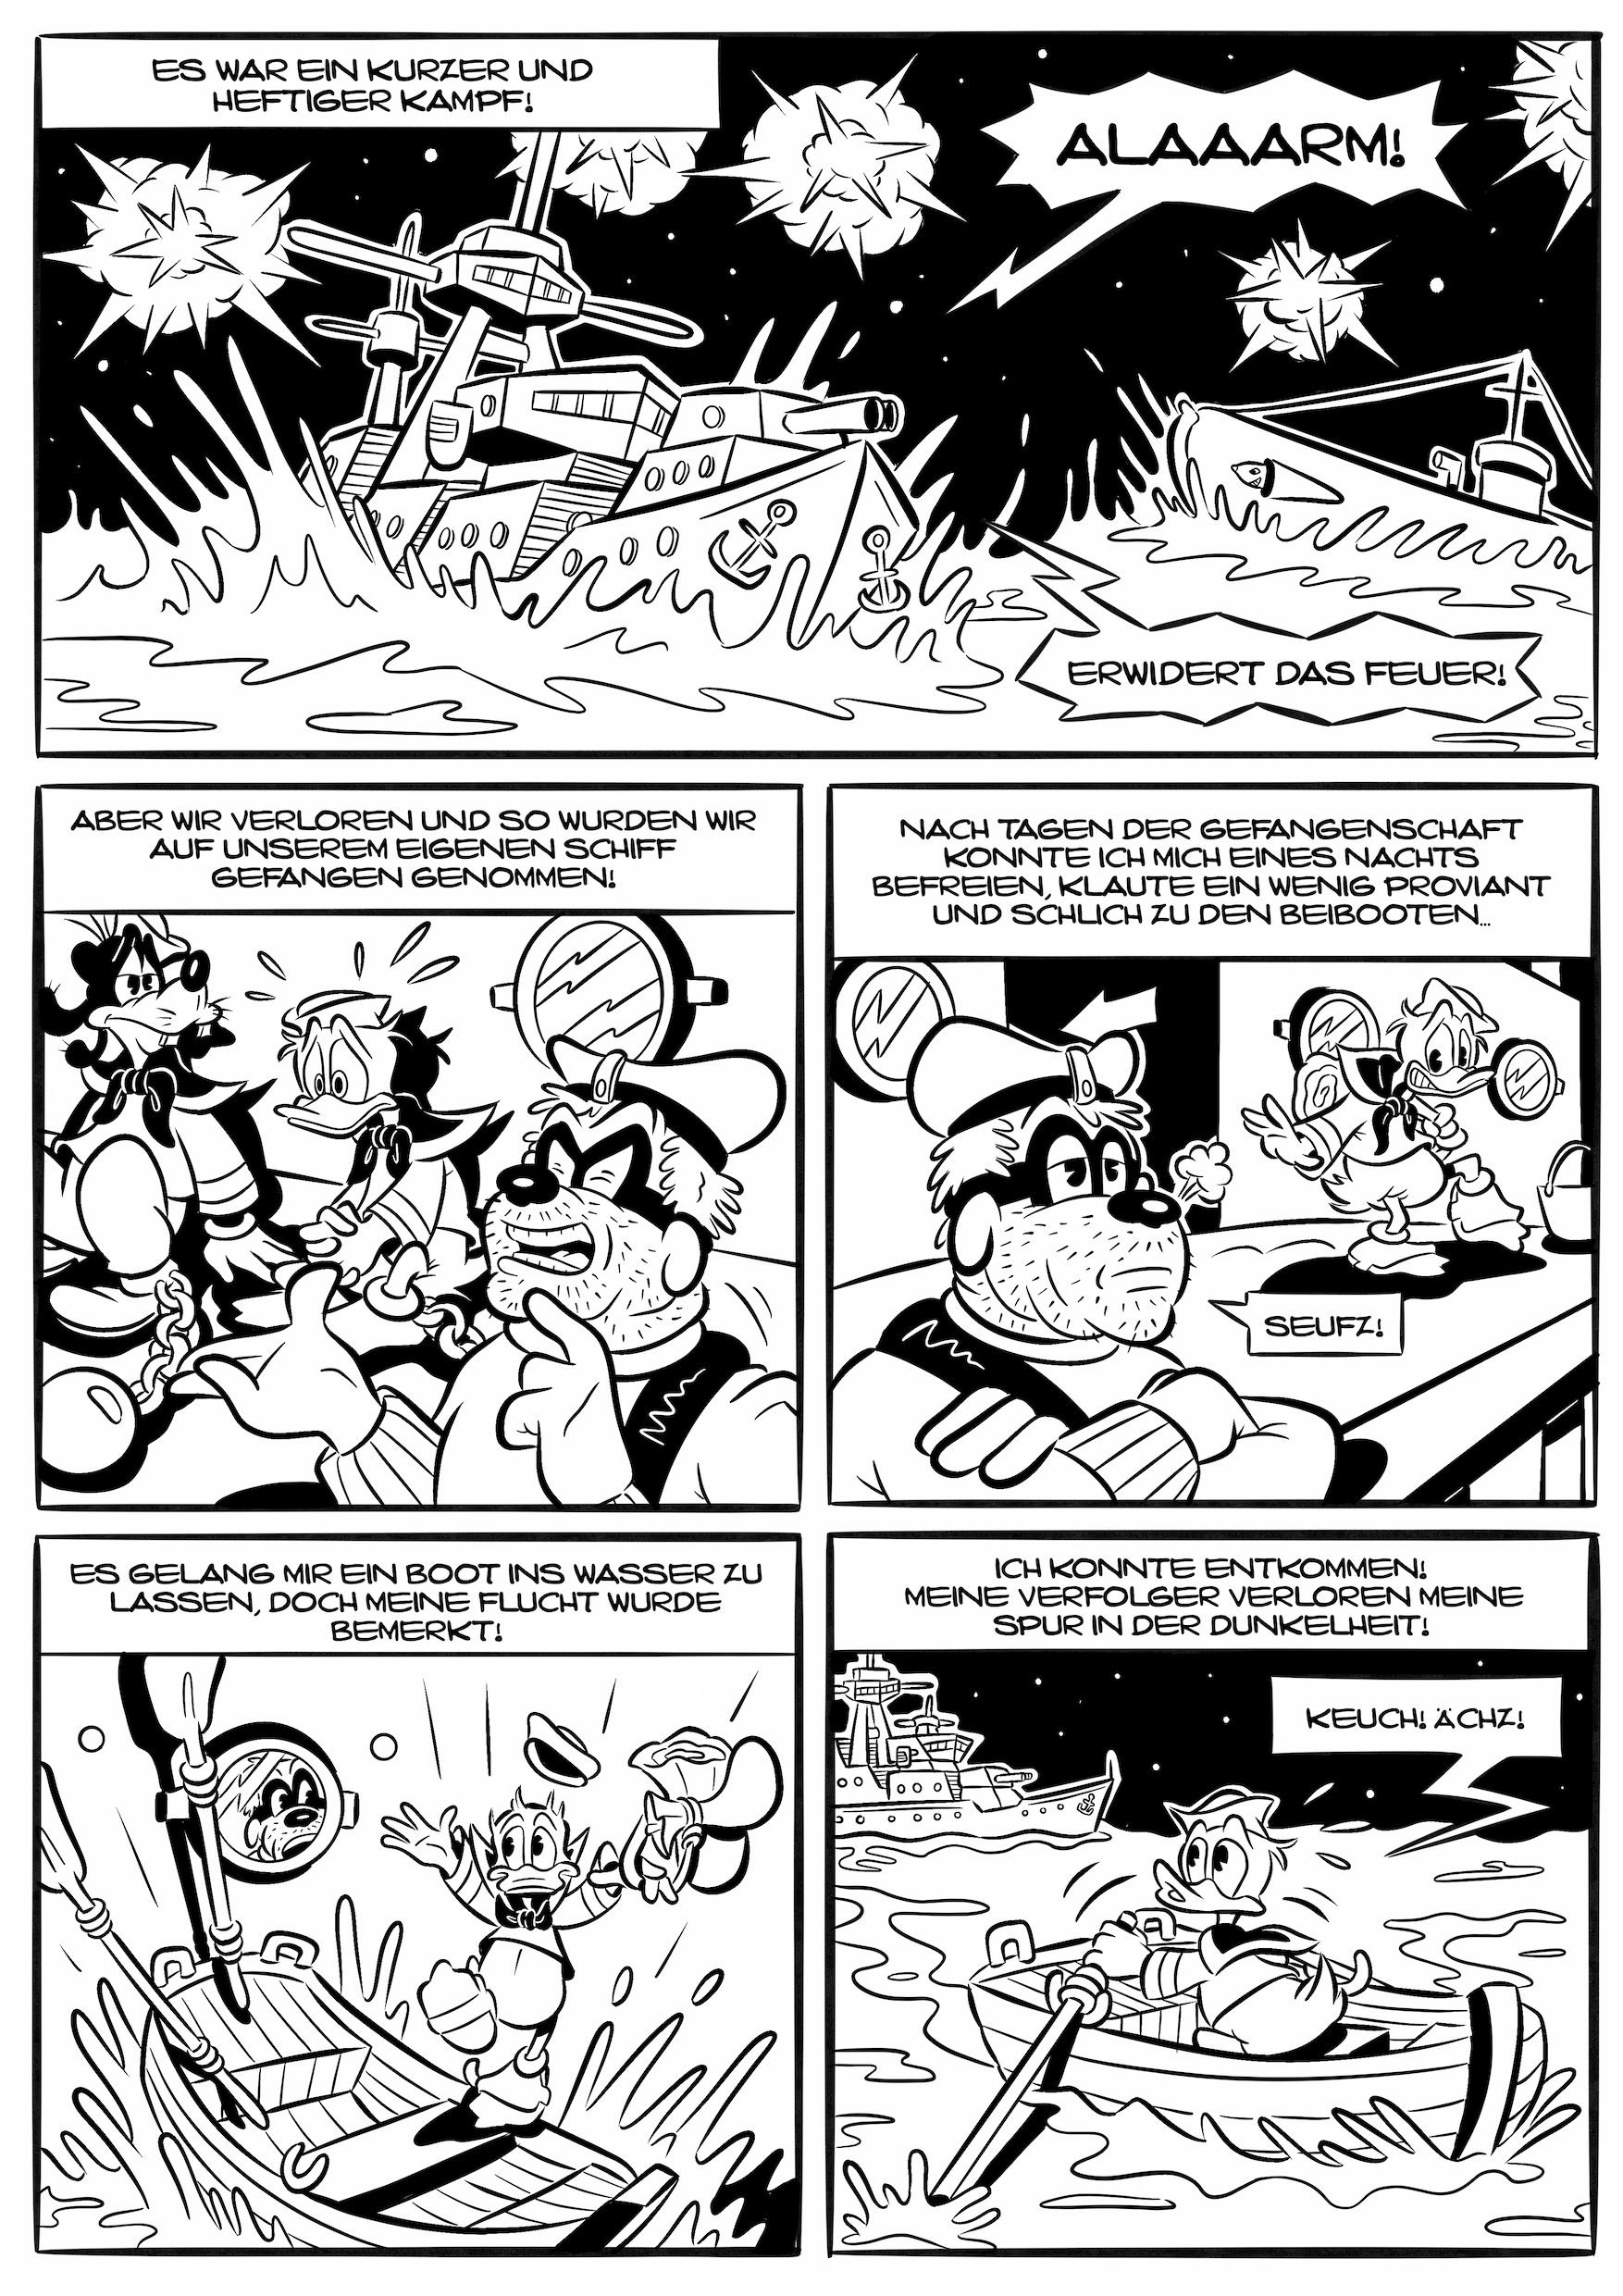 ES WAR EIN KURZER UND
HEFTIGER KAMPF!
ALAAARM!
ERWIDERT DAS FEUER!
ABER WIR VERLOREN UND SO WURDEN WIR
AUF UNSEREM EIGENEN SCHIFF
GEFANGEN GENOMMEN!
NACH TAGEN DER GEFANGENSCHAFT
KONNTE ICH MICH EINES NACHTS
BEFREIEN, KLAUTE EIN WENIG PROVIANT
UND SCHLICH ZU DEN BEIBOOTEN...
SEUFZ!
ES GELANG MIR EIN BOOT INS WASSER ZU
LASSEN, DOCH MEINE FLUCHT WURDE
BEMERKT!
ICH KONNTE ENTKOMMEN!
MEINE VERFOLGER VERLOREN MEINE
SPUR IN DER DUNKELHEIT!
KEUCH! ÄCHZ!